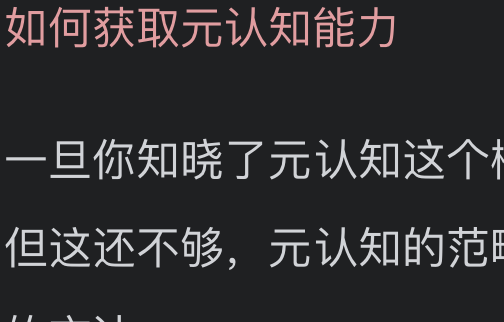 如何获取元认知能力
一旦你知晓了元认知这个
但这还不够，元认知的范